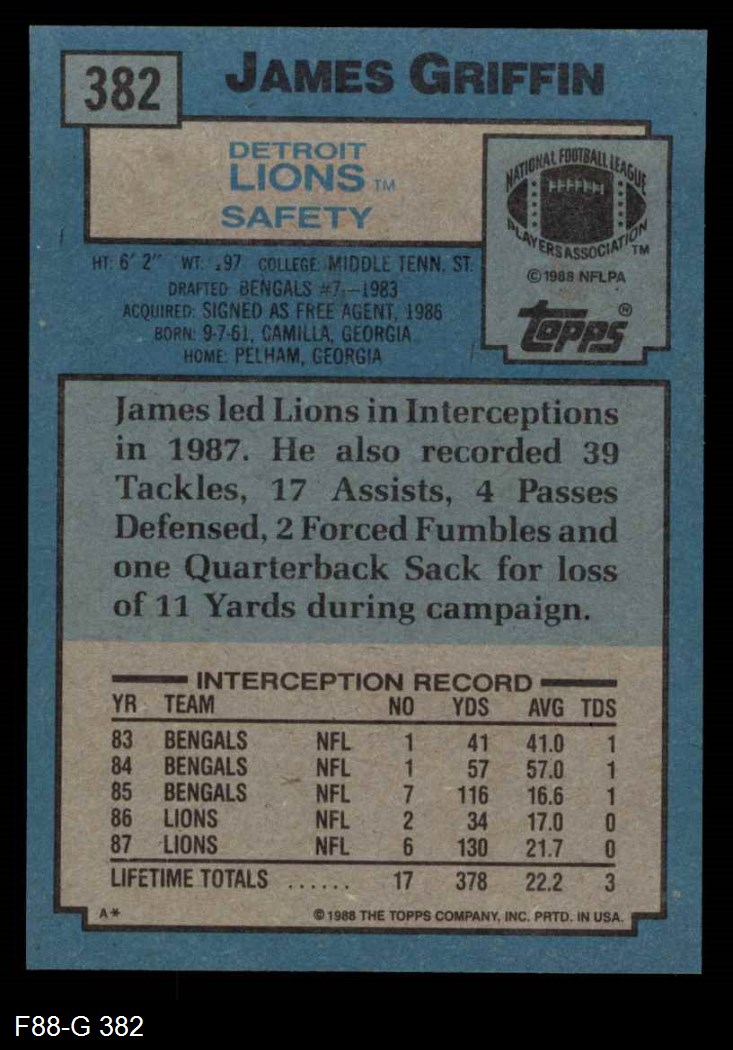 382
JAMES GRIFFIN
DETROIT
LIONS TM
SAFETY
NATIONAL FOOTBALL LEAGUE
PLAYERS ASSOCIATION TM
© 1988 NFLPA
topps ®
HT: 6' 2" WT: 197 COLLEGE: MIDDLE TENN. ST.
DRAFTED: BENGALS #7-1983
ACQUIRED: SIGNED AS FREE AGENT, 1986
BORN: 9-7-61, CAMILLA, GEORGIA
HOME: PELHAM, GEORGIA
James led Lions in Interceptions
in 1987. He also recorded 39
Tackles, 17 Assists, 4 Passes
Defensed, 2 Forced Fumbles and
one Quarterback Sack for loss
of 11 Yards during campaign.
INTERCEPTION RECORD
YR TEAM NO YDS AVG TDS
83 BENGALS NFL 1 41 41.0 1
84 BENGALS NFL 1 57 57.0 1
85 BENGALS NFL 7 116 16.6 1
86 LIONS NFL 2 34 17.0 0
87 LIONS NFL 6 130 21.7 0
LIFETIME TOTALS ...... 17 378 22.2 3
A* © 1988 THE TOPPS COMPANY, INC. PRTD. IN USA.
F88-G 382